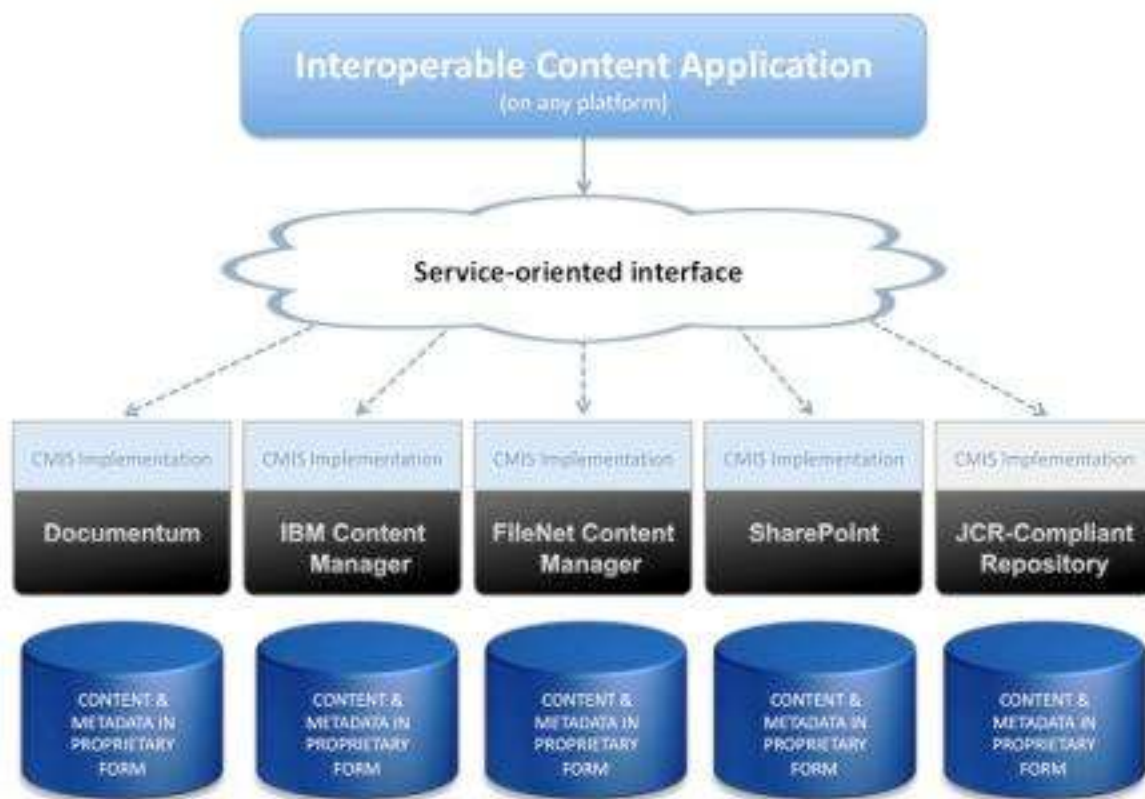 Interoperable Content Application
(on any platform)
Service-oriented interface
CMIS Implementation
CMIS Implementation
CMIS Implementation
CMIS Implementation
CMIS Implementation
Documentum
IBM Content
Manager
FileNet Content
Manager
SharePoint
JCR-Compliant
Repository
CONTENT &
METADATA IN
PROPRIETARY
FORM
CONTENT &
METADATA IN
PROPRIETARY
FORM
CONTENT &
METADATA IN
PROPRIETARY
FORM
CONTENT &
METADATA IN
PROPRIETARY
FORM
CONTENT &
METADATA IN
PROPRIETARY
FORM